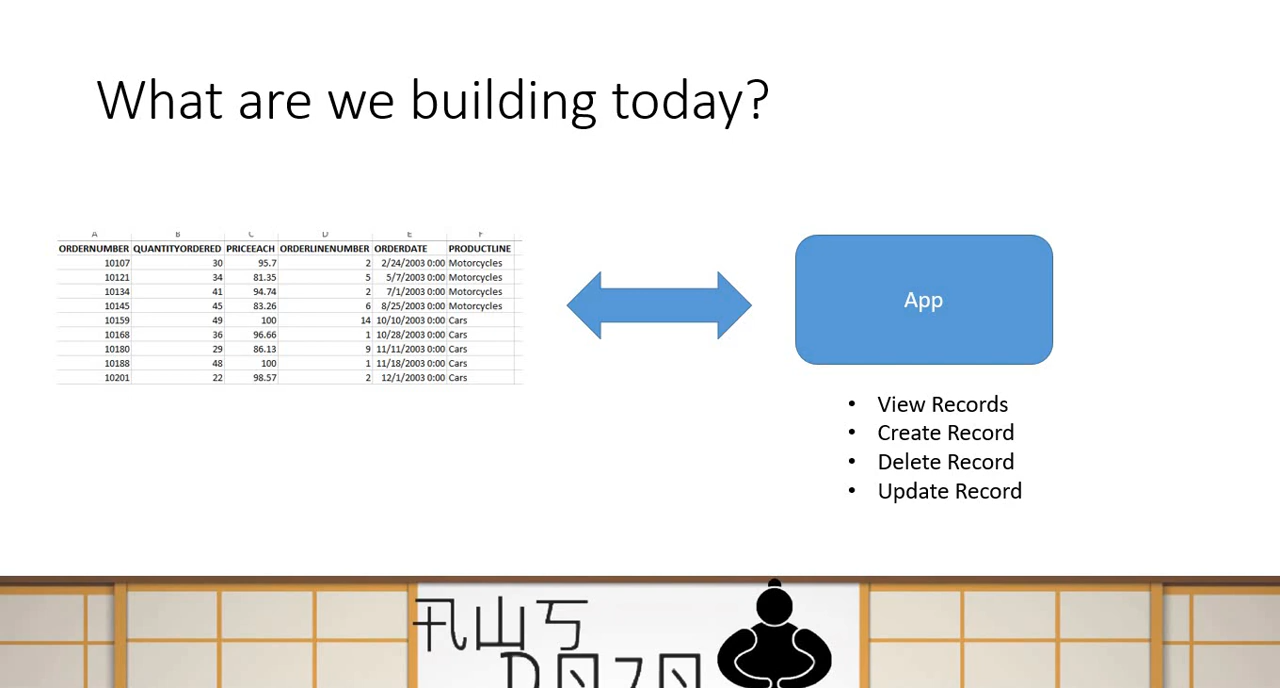 What are we building today?
A B C D E F
ORDERNUMBER QUANTITYORDERED PRICEEACH ORDERLINENUMBER ORDERDATE PRODUCTLINE
10107 30 95.7 2 2/24/2003 0:00 Motorcycles
10121 34 81.35 5 5/7/2003 0:00 Motorcycles
10134 41 94.74 2 7/1/2003 0:00 Motorcycles
10145 45 83.26 6 8/25/2003 0:00 Motorcycles
10159 49 100 14 10/10/2003 0:00 Cars
10168 36 96.66 1 10/28/2003 0:00 Cars
10180 29 86.13 9 11/11/2003 0:00 Cars
10188 48 100 1 11/18/2003 0:00 Cars
10201 22 98.57 2 12/1/2003 0:00 Cars
App
• View Records
• Create Record
• Delete Record
• Update Record